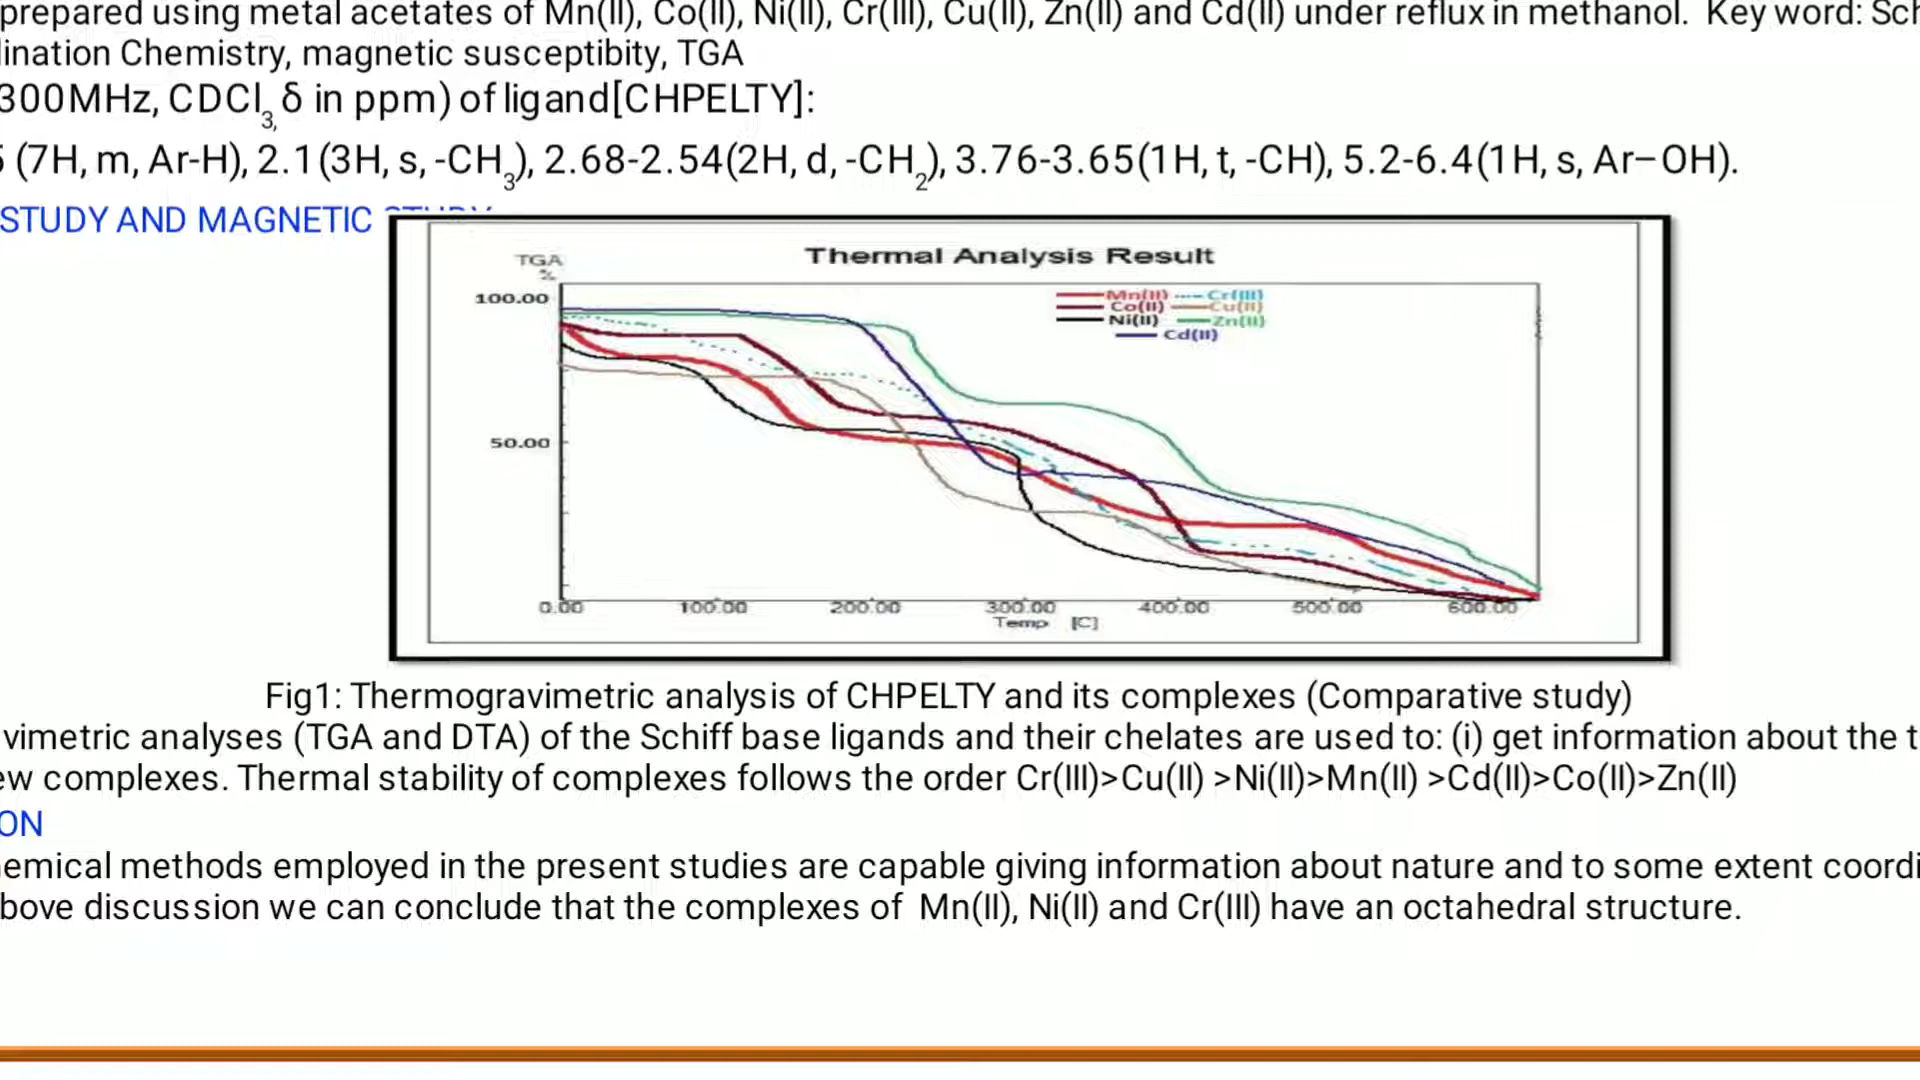 prepared using metal acetates of Mn(II), Co(II), Ni(II), Cr(III), Cu(II), Zn(II) and Cd(II) under reflux in methanol. Key word: Sch
lination Chemistry, magnetic susceptibity, TGA
300MHz, CDCl3, δ in ppm) of ligand[CHPELTY]:
5 (7H, m, Ar-H), 2.1(3H, s, -CH3), 2.68-2.54(2H, d, -CH2), 3.76-3.65(1H, t, -CH), 5.2-6.4(1H, s, Ar–OH).
STUDY AND MAGNETIC STUDY
Thermal Analysis Result
TGA
%
100.00
Mn(II) Cr(III)
Co(II) Cu(II)
Ni(II) Zn(II)
Cd(II)
50.00
0.00 100.00 200.00 300.00 400.00 500.00 600.00
Temp [C]
Fig1: Thermogravimetric analysis of CHPELTY and its complexes (Comparative study)
vimetric analyses (TGA and DTA) of the Schiff base ligands and their chelates are used to: (i) get information about the t
ew complexes. Thermal stability of complexes follows the order Cr(III)>Cu(II) >Ni(II)>Mn(II) >Cd(II)>Co(II)>Zn(II)
ON
emical methods employed in the present studies are capable giving information about nature and to some extent coordi
bove discussion we can conclude that the complexes of Mn(II), Ni(II) and Cr(III) have an octahedral structure.